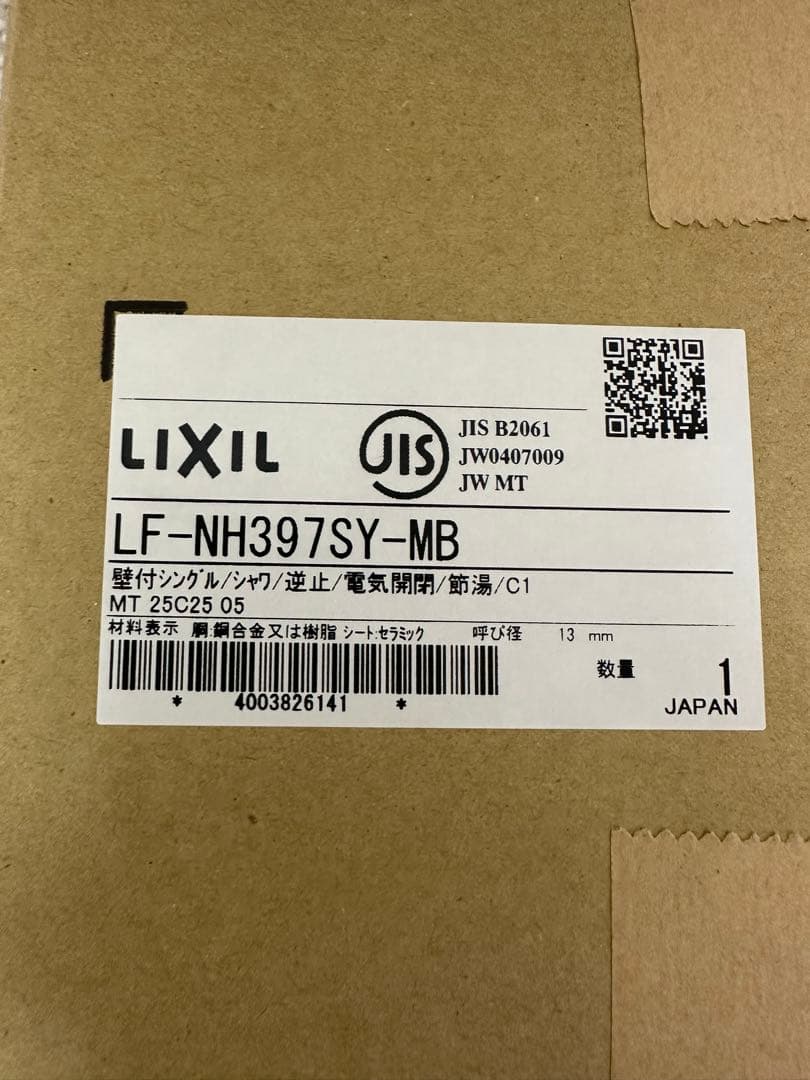 LIXIL
JIS
JIS B2061
JW0407009
JW MT
LF-NH397SY-MB
壁付シングル/シャワ/逆止/電気開閉/節湯/C1
MT 25C25 05
材料表示 胴:銅合金又は樹脂 シート:セラミック 呼び径 13 mm
* 4003826141 *
数量 1
JAPAN